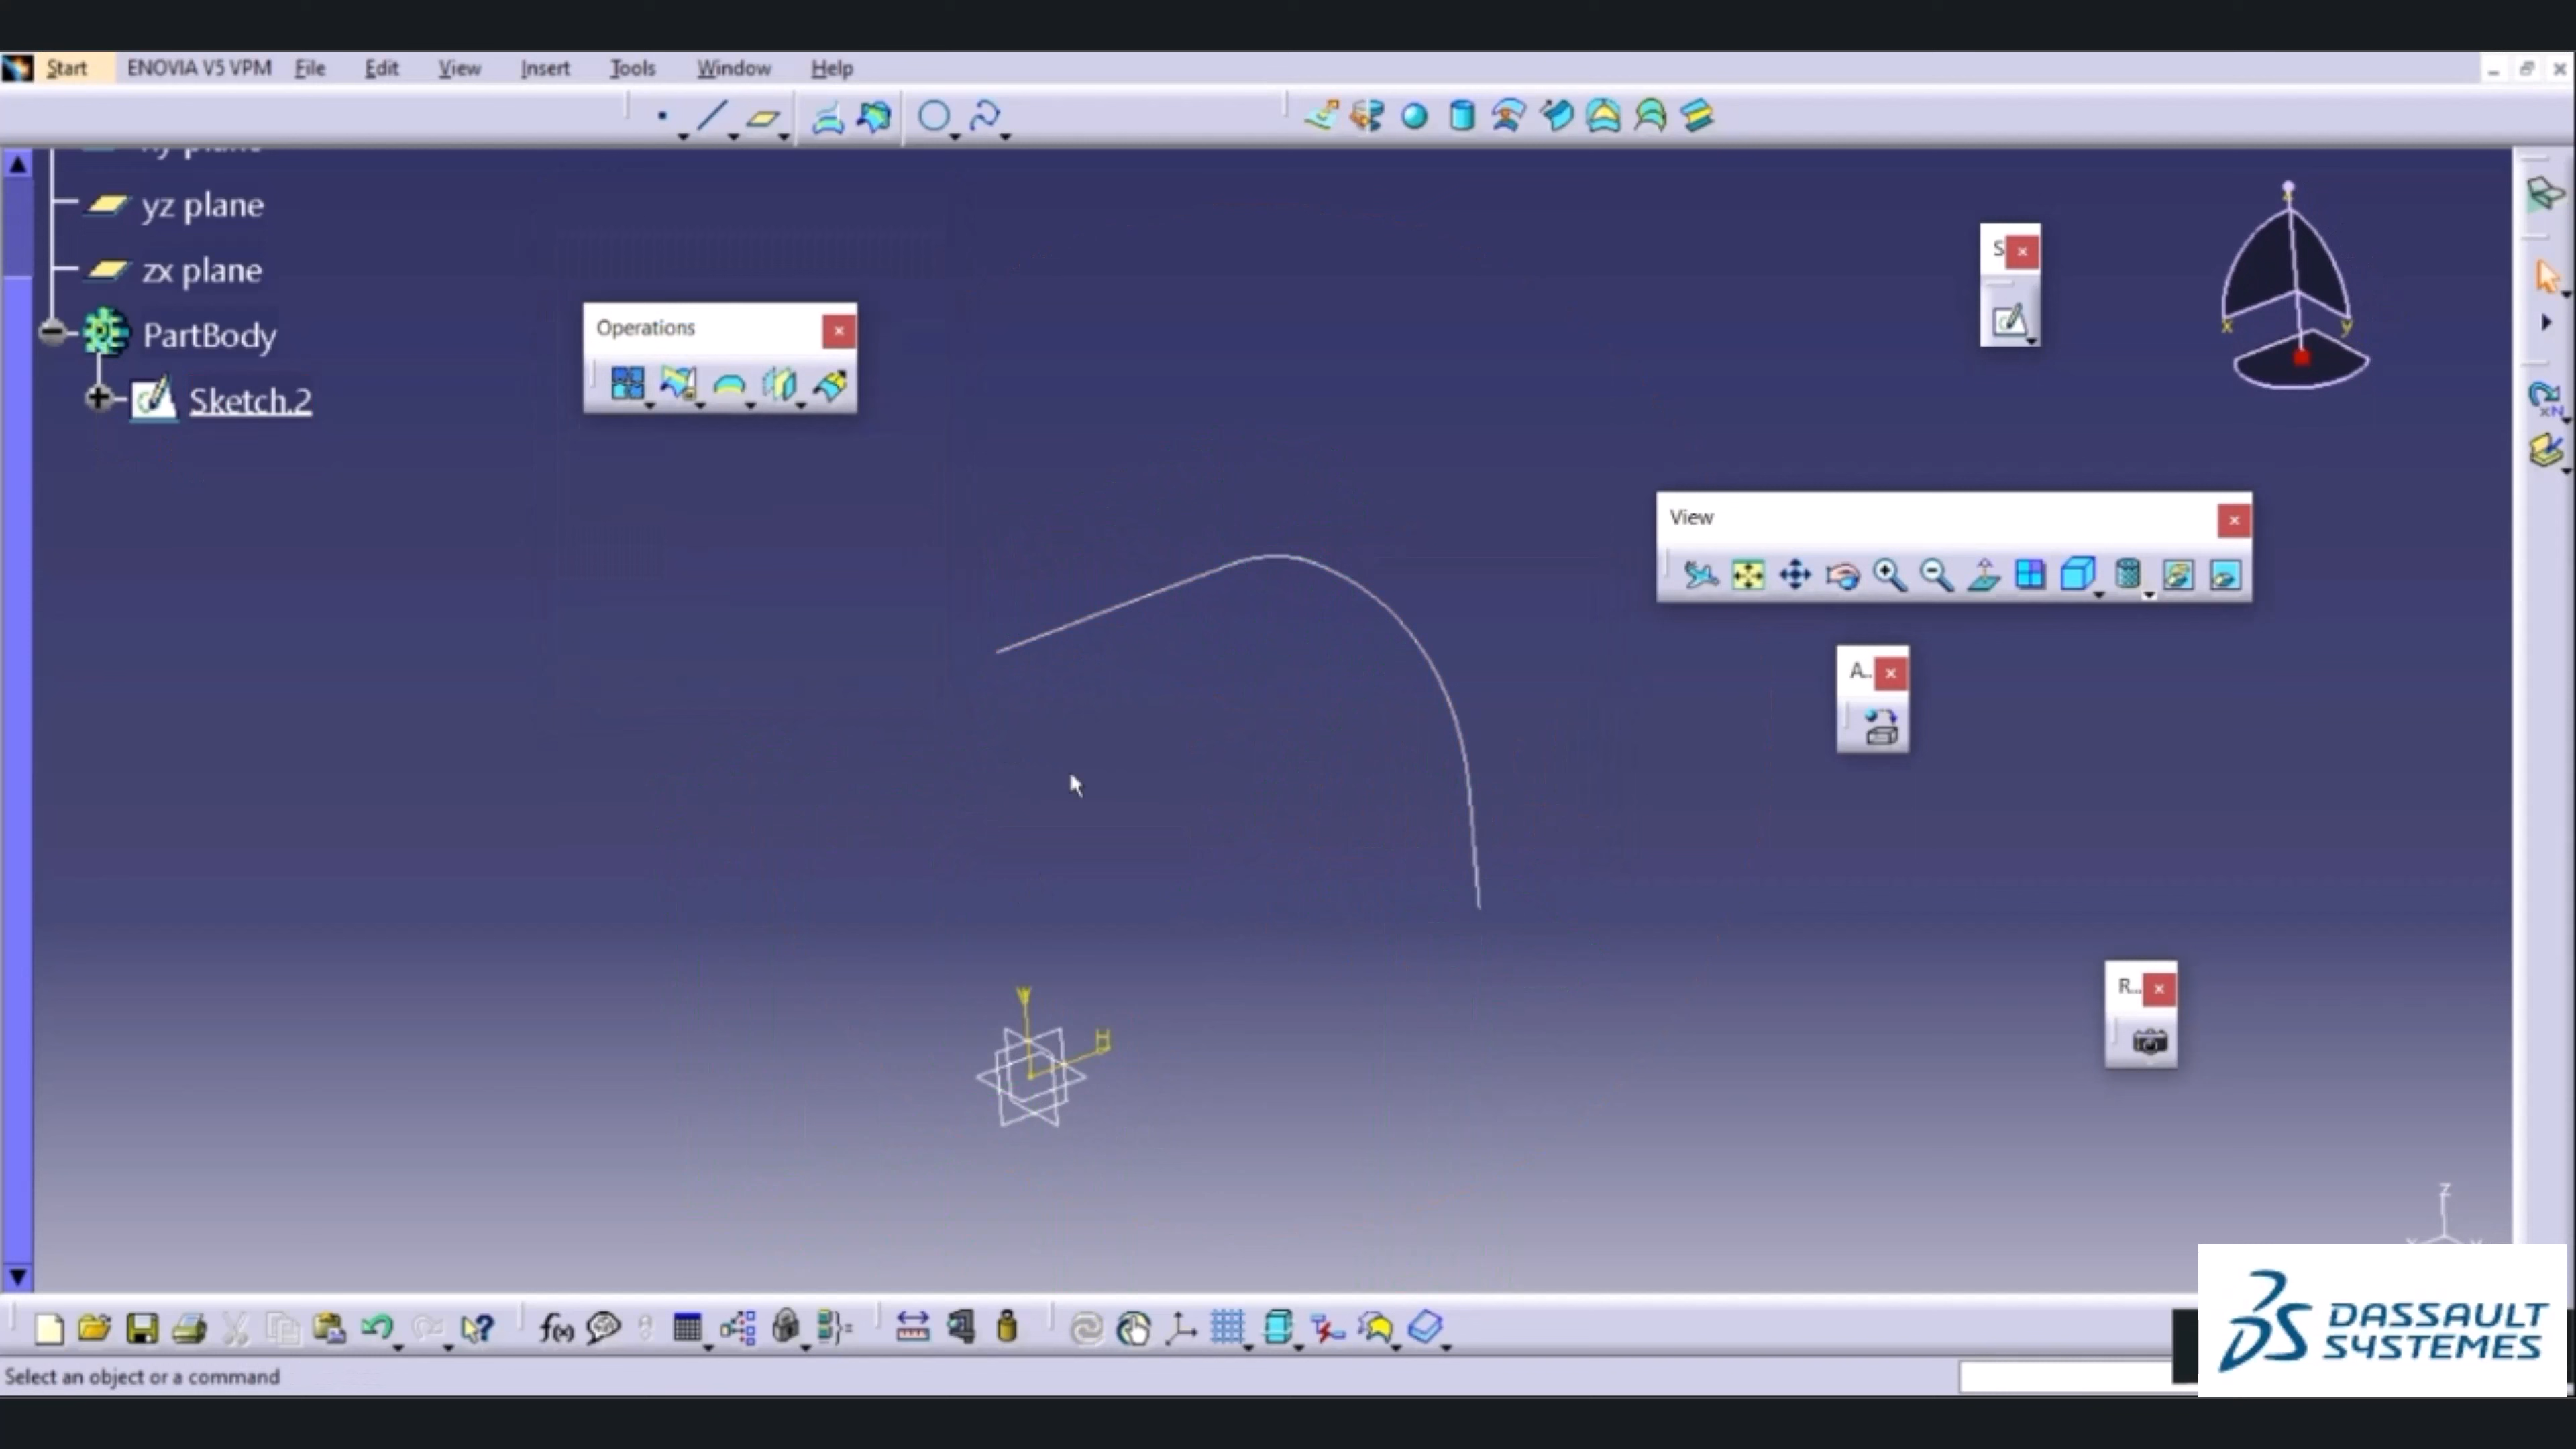 Start ENOVIA V5 VPM File Edit View Insert Tools Window Help
yz plane
zx plane
PartBody
Sketch.2
Operations
S
z
x
y
View
A..
R...
V
H
Z
Select an object or a command
DASSAULT
SYSTEMES